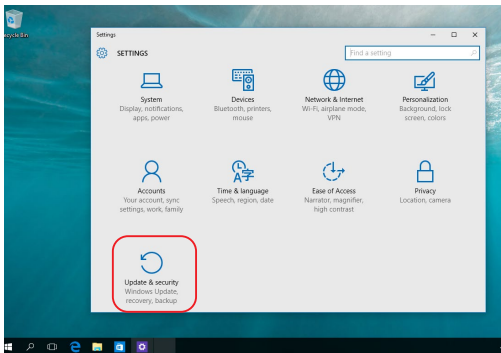 ecycle Bin
Settings
SETTINGS
Find a setting
System
Display, notifications,
apps, power
Devices
Bluetooth, printers,
mouse
Network & Internet
Wi-Fi, airplane mode,
VPN
Personalization
Background, lock
screen, colors
Accounts
Your account, sync
settings, work, family
Time & language
Speech, region, date
Ease of Access
Narrator, magnifier,
high contrast
Privacy
Location, camera
Update & security
Windows Update,
recovery, backup